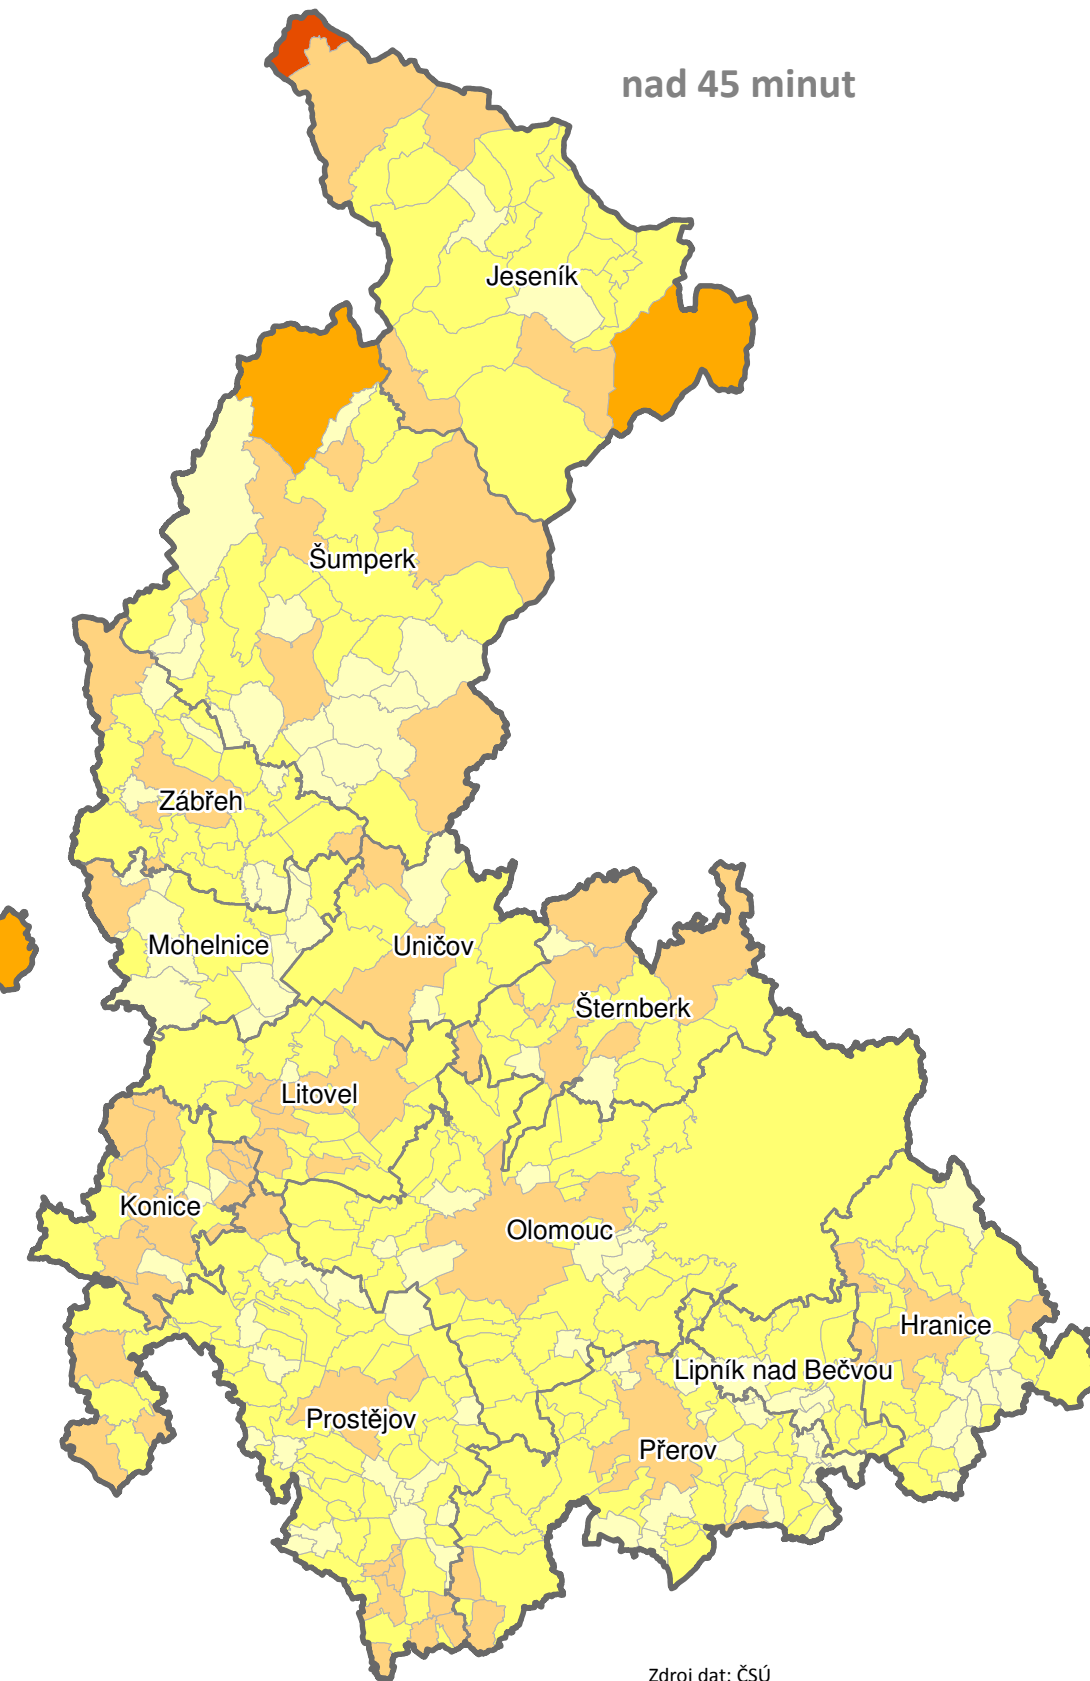 nad 45 minut
Jeseník
Šumperk
Zábřeh
Mohelnice
Uničov
Šternberk
Litovel
Konice
Olomouc
Hranice
Lipník nad Bečvou
Prostějov
Přerov
Zdroj dat: ČSÚ